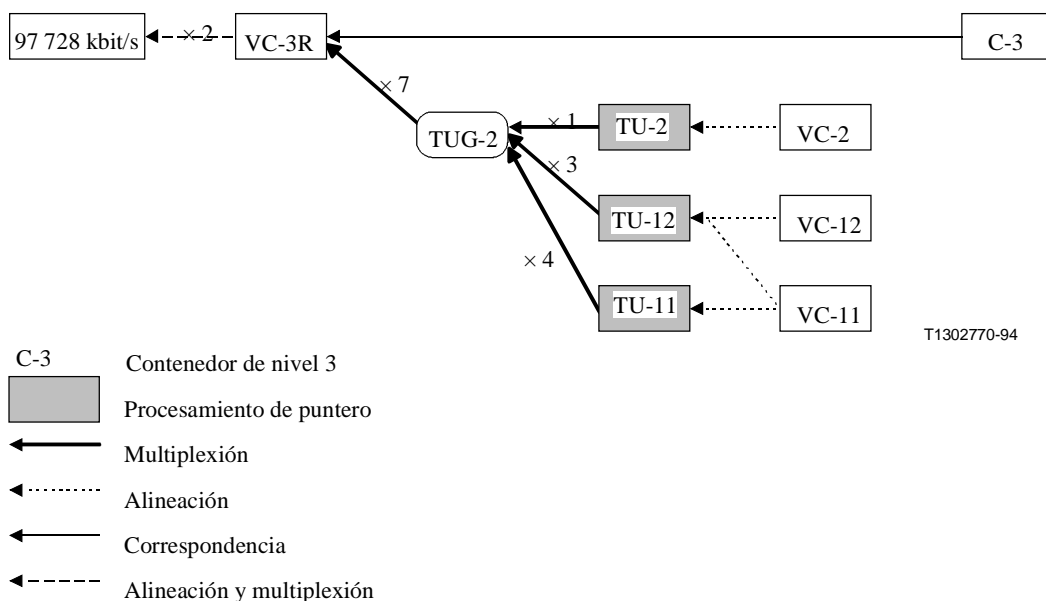 97 728 kbit/s
× 2
VC-3R
C-3
× 7
TUG-2
× 1
TU-2
VC-2
× 3
TU-12
VC-12
× 4
TU-11
VC-11
T1302770-94
C-3 Contenedor de nivel 3
Procesamiento de puntero
Multiplexión
Alineación
Correspondencia
Alineación y multiplexión